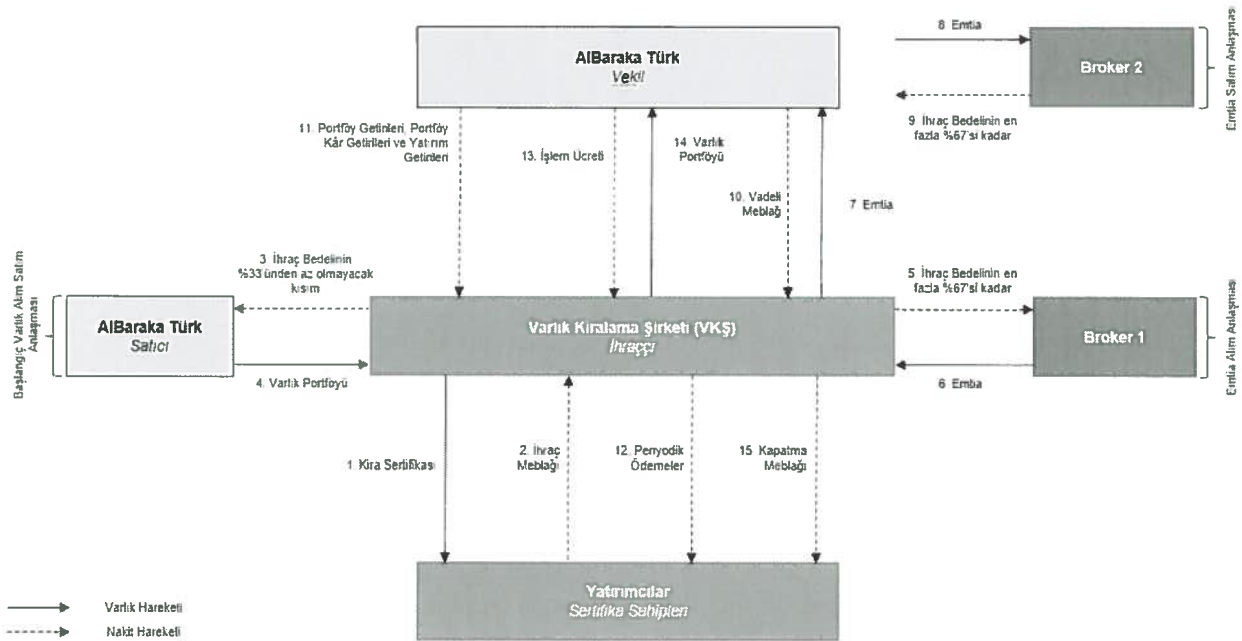 AlBaraka Türk
Vekil
8 Emtia
Broker 2
Emtia Satım Anlaşması
9 İhraç Bedelinin en
fazla %67'si kadar
11. Portföy Getirileri, Portföy
Kâr Getirileri ve Yatırım
Getirileri
13. İşlem Ücreti
14 Varlık
Portföyü
10. Vadeli
Meblağ
7 Emtia
Başlangıç Varlık Alım Satım
Anlaşması
AlBaraka Türk
Satıcı
3 İhraç Bedelinin
%33'ünden az olmayacak
kısım
4. Varlık Portföyü
Varlık Kiralama Şirketi (VKŞ)
İhraççı
5 İhraç Bedelinin en
fazla %67'si kadar
6 Emtia
Broker 1
Emtia Alım Anlaşması
1 Kira Sertifikası
2. İhraç
Meblağı
12. Periyodik
Ödemeler
15 Kapatma
Meblağı
Yatırımcılar
Sertifika Sahipleri
Varlık Hareketi
Nakit Hareketi